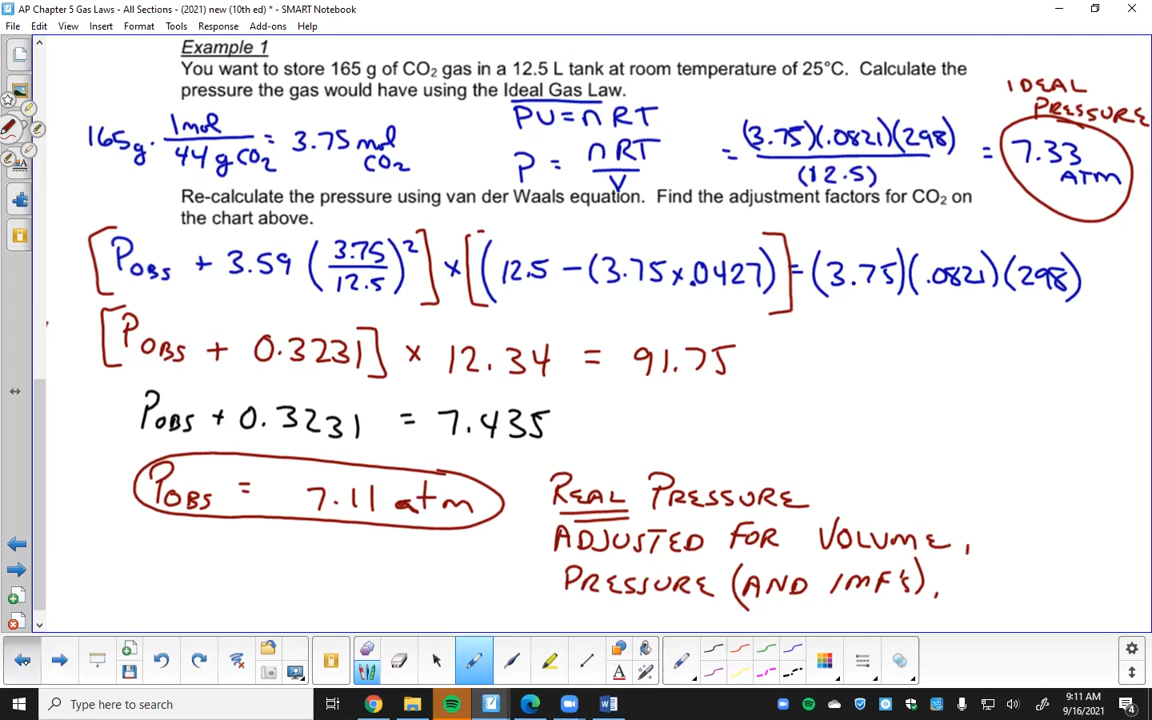 AP Chapter 5 Gas Laws - All Sections - (2021) new (10th ed) * - SMART Notebook
File Edit View Insert Format Tools Response Add-ons Help
Example 1
You want to store 165 g of CO₂ gas in a 12.5 L tank at room temperature of 25°C. Calculate the
pressure the gas would have using the Ideal Gas Law.
IDEAL
PRESSURE
165g · 1mol / 44 g CO₂ = 3.75 mol CO₂
PV = nRT
P = nRT / V = (3.75)(.0821)(298) / (12.5) = 7.33 ATM
Re-calculate the pressure using van der Waals equation. Find the adjustment factors for CO₂ on
the chart above.
[P OBS + 3.59 (3.75 / 12.5)²] × [(12.5 - (3.75 x .0427)] = (3.75)(.0821)(298)
[P OBS + 0.3231] × 12.34 = 91.75
P OBS + 0.3231 = 7.435
P OBS = 7.11 atm
REAL PRESSURE
ADJUSTED FOR VOLUME,
PRESSURE (AND IMF's).
Type here to search
9:11 AM
9/16/2021
4